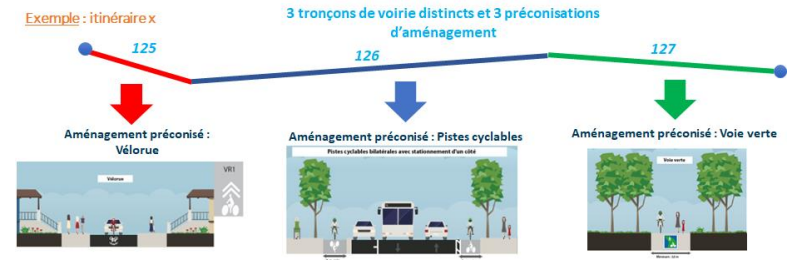 Exemple : itinéraire x
3 tronçons de voirie distincts et 3 préconisations
d'aménagement
125
126
127
Aménagement préconisé :
Vélorue
Aménagement préconisé : Pistes cyclables
Aménagement préconisé : Voie verte
Vélorue
VR1
Pistes cyclables bilatérales avec stationnement d'un côté
Voie verte